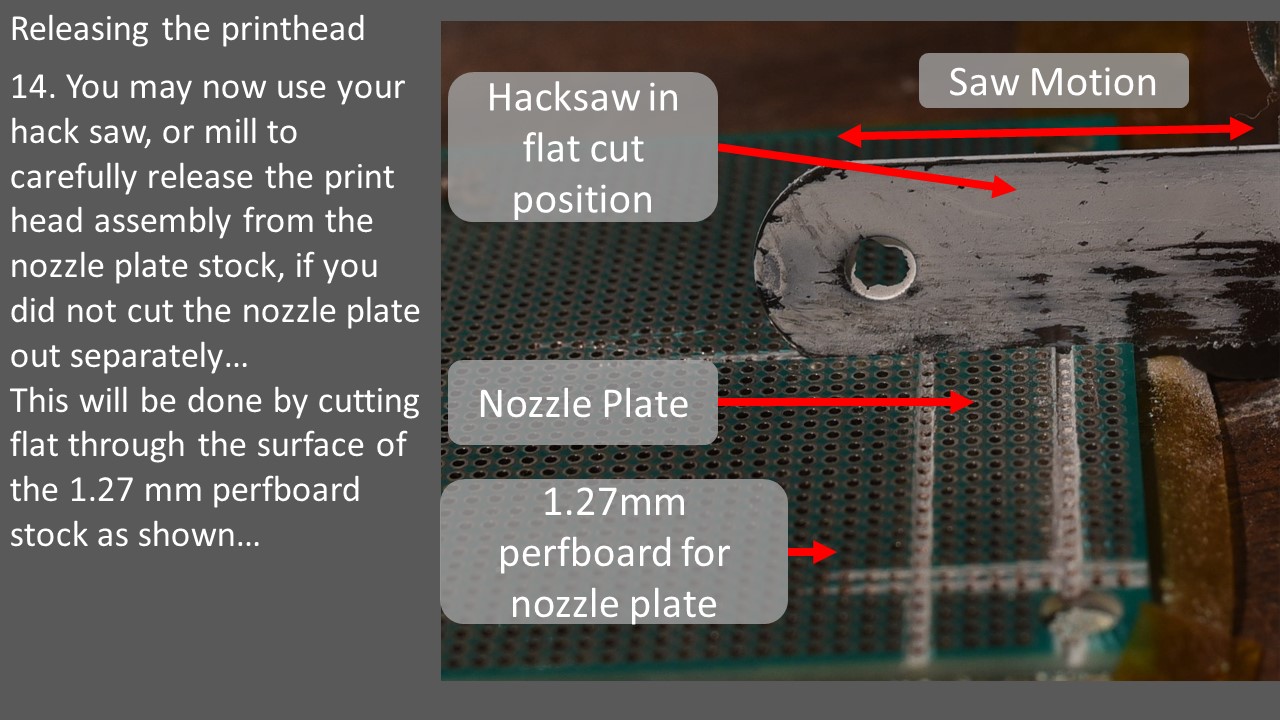 Releasing the printhead
14. You may now use your
hack saw, or mill to
carefully release the print
head assembly from the
nozzle plate stock, if you
did not cut the nozzle plate
out separately…
This will be done by cutting
flat through the surface of
the 1.27 mm perfboard
stock as shown…
Hacksaw in
flat cut
position
Saw Motion
Nozzle Plate
1.27mm
perfboard for
nozzle plate